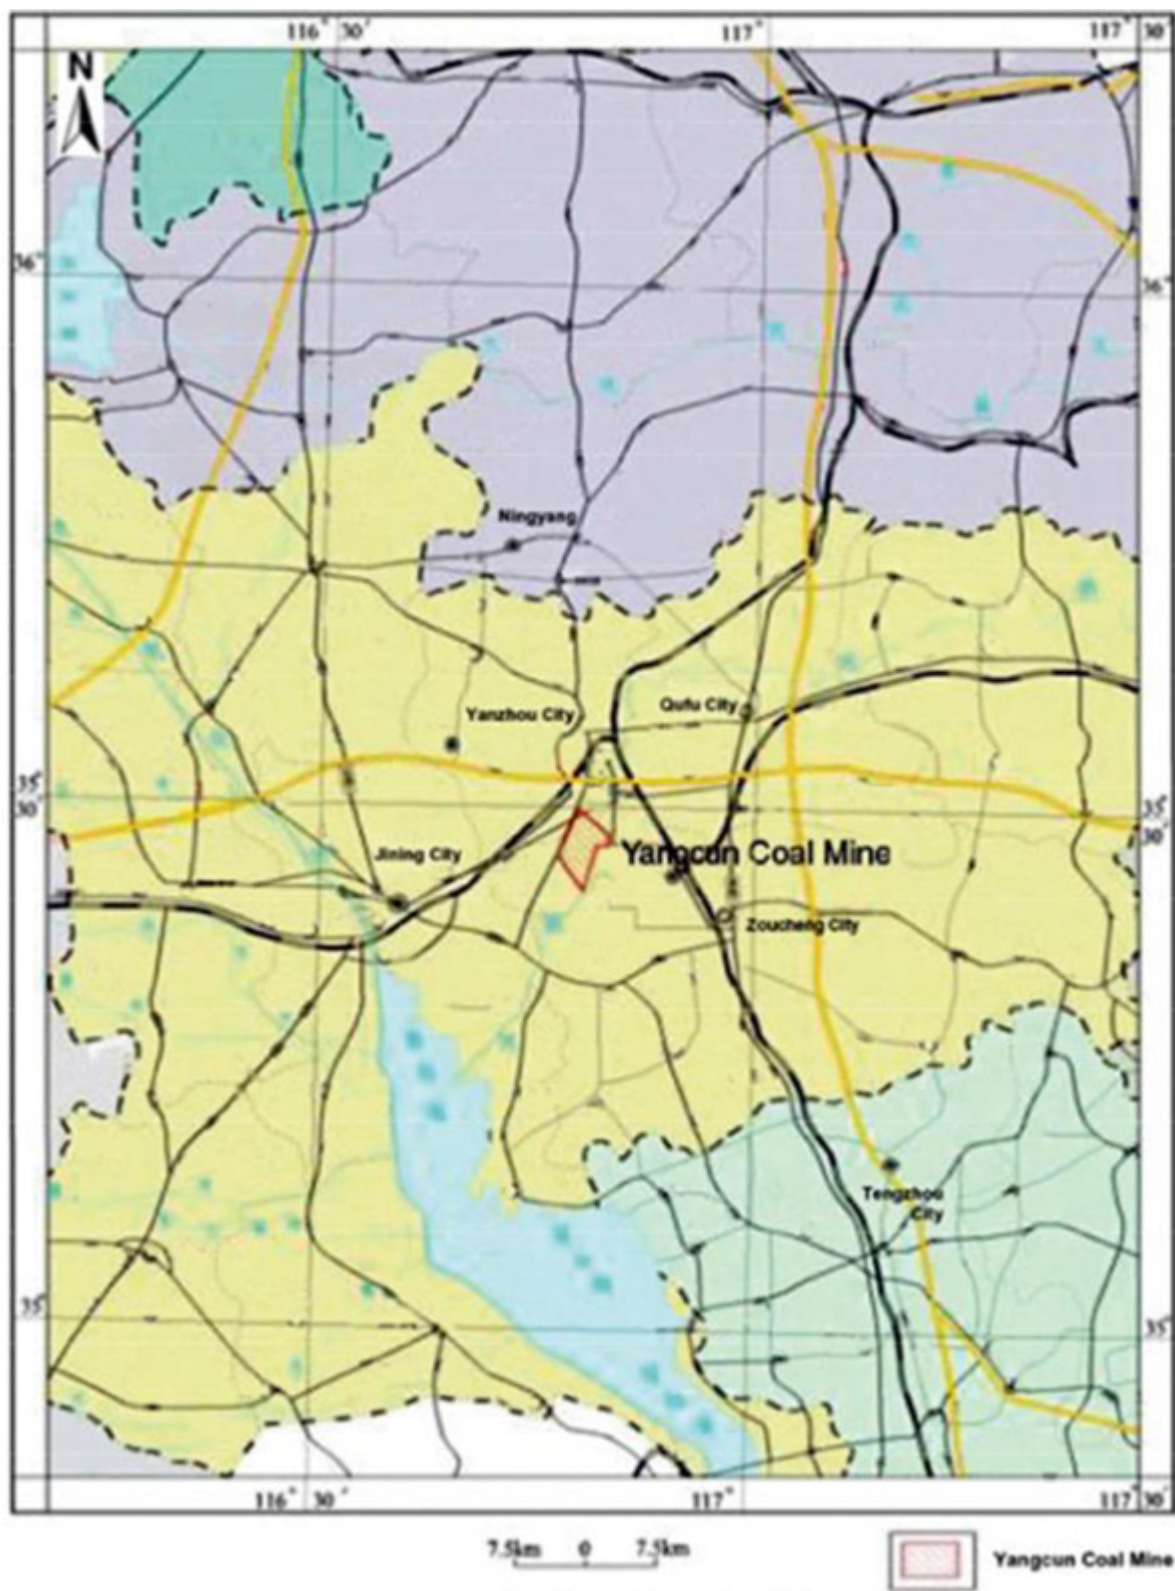 116° 30′
117°
117° 30′
N
36°
36°
Ningyang
Yanzhou City
Qufu City
35°
30′
35°
30′
Jining City
Yangcun Coal Mine
Zoucheng City
Tengzhou
City
35°
35°
116° 30′
117°
117° 30′
7.5km 0 7.5km
Yangcun Coal Mine